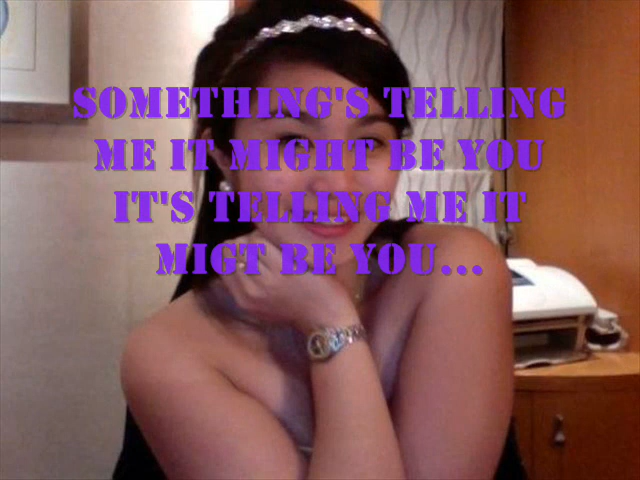 SOMETHING'S TELLING
ME IT MIGHT BE YOU
IT'S TELLING ME IT
MIGT BE YOU...